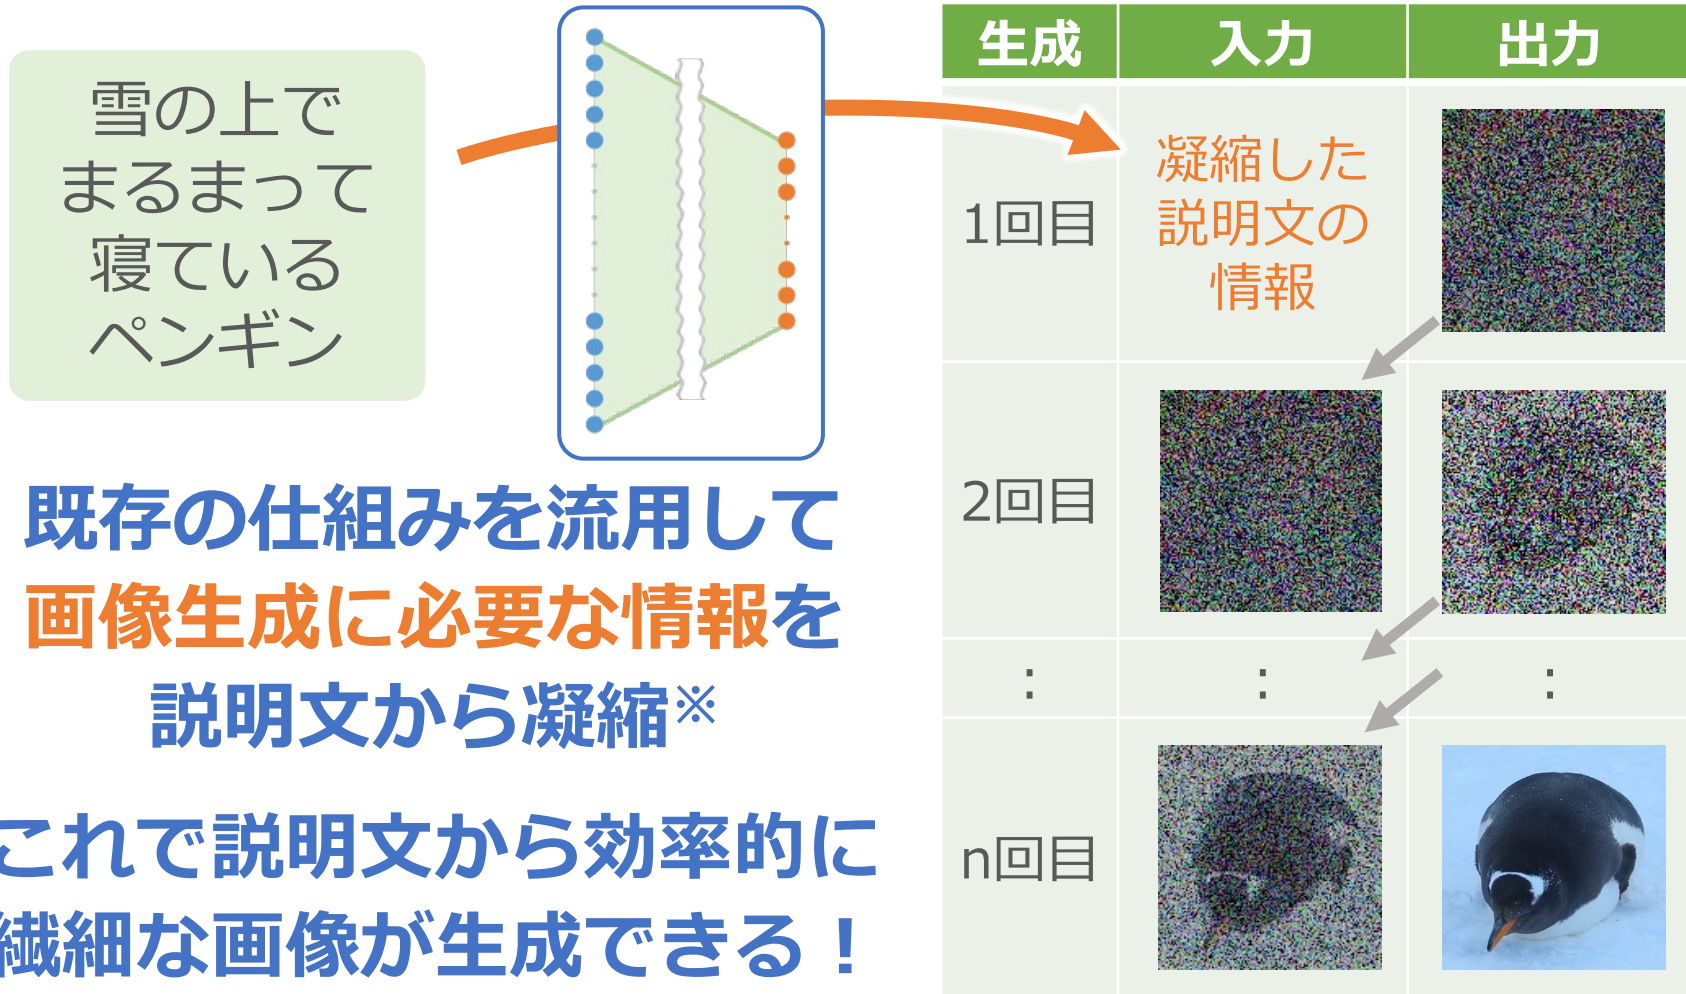 雪の上で
まるまって
寝ている
ペンギン
既存の仕組みを流用して
画像生成に必要な情報を
説明文から凝縮※
これで説明文から効率的に
繊細な画像が生成できる！
生成 入力 出力
1回目
凝縮した
説明文の
情報
2回目
: : :
n回目